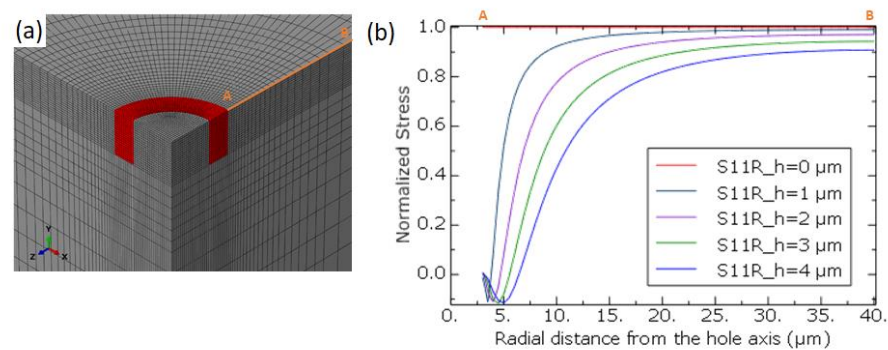 (a)
B
A
Y
Z
X
(b)
A
B
1.0
0.8
0.6
0.4
0.2
0.0
Normalized Stress
S11R_h=0 µm
S11R_h=1 µm
S11R_h=2 µm
S11R_h=3 µm
S11R_h=4 µm
0. 5. 10. 15. 20. 25. 30. 35. 40.
Radial distance from the hole axis (µm)